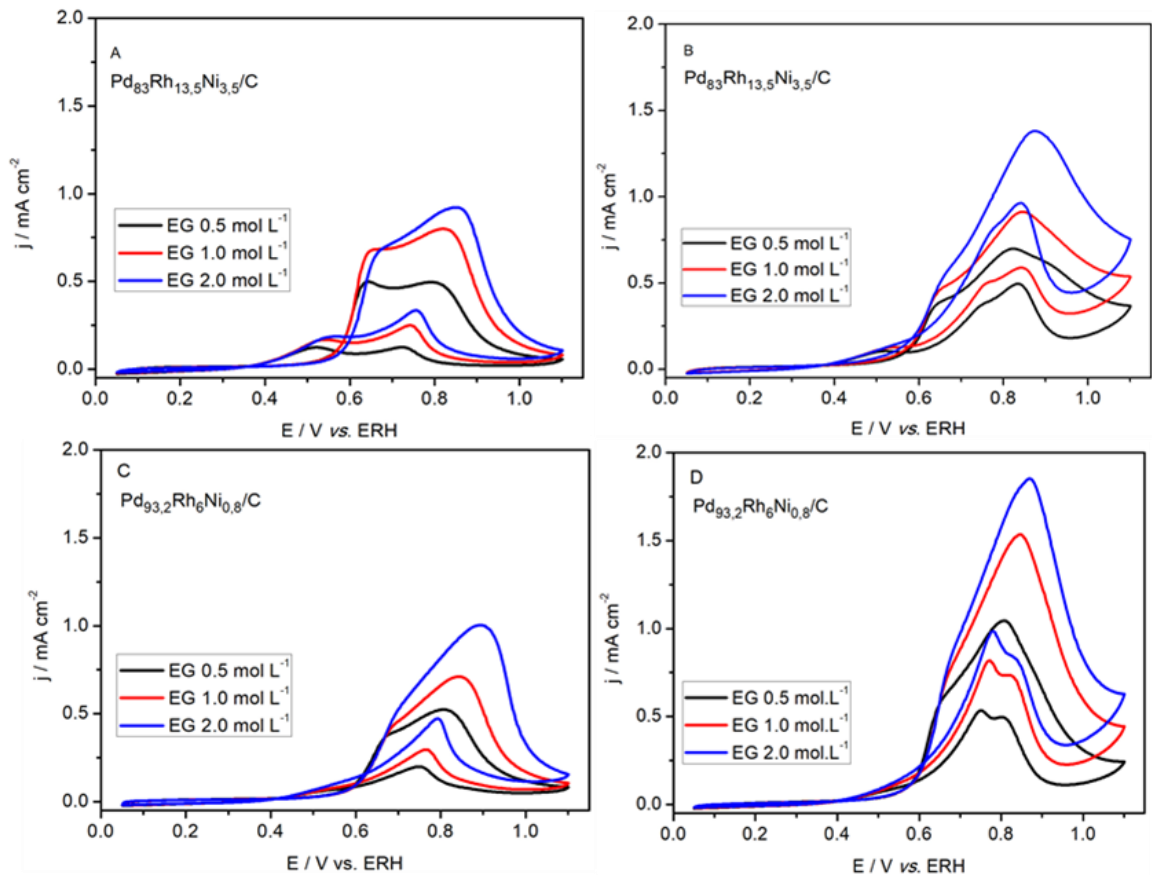 A
Pd₈₃Rh₁₃,₅Ni₃,₅/C
j / mA cm⁻²
2.0
1.5
1.0
0.5
0.0
EG 0.5 mol L⁻¹
EG 1.0 mol L⁻¹
EG 2.0 mol L⁻¹
0.0 0.2 0.4 0.6 0.8 1.0
E / V vs. ERH
B
Pd₈₃Rh₁₃,₅Ni₃,₅/C
j / mA cm⁻²
2.0
1.5
1.0
0.5
0.0
EG 0.5 mol L⁻¹
EG 1.0 mol L⁻¹
EG 2.0 mol L⁻¹
0.0 0.2 0.4 0.6 0.8 1.0
E / V vs. ERH
C
Pd₉₃,₂Rh₆Ni₀,₈/C
j / mA cm⁻²
2.0
1.5
1.0
0.5
0.0
EG 0.5 mol L⁻¹
EG 1.0 mol L⁻¹
EG 2.0 mol L⁻¹
0.0 0.2 0.4 0.6 0.8 1.0
E / V vs. ERH
D
Pd₉₃,₂Rh₆Ni₀,₈/C
j / mA cm⁻²
2.0
1.5
1.0
0.5
0.0
EG 0.5 mol.L⁻¹
EG 1.0 mol.L⁻¹
EG 2.0 mol.L⁻¹
0.0 0.2 0.4 0.6 0.8 1.0
E / V vs. ERH